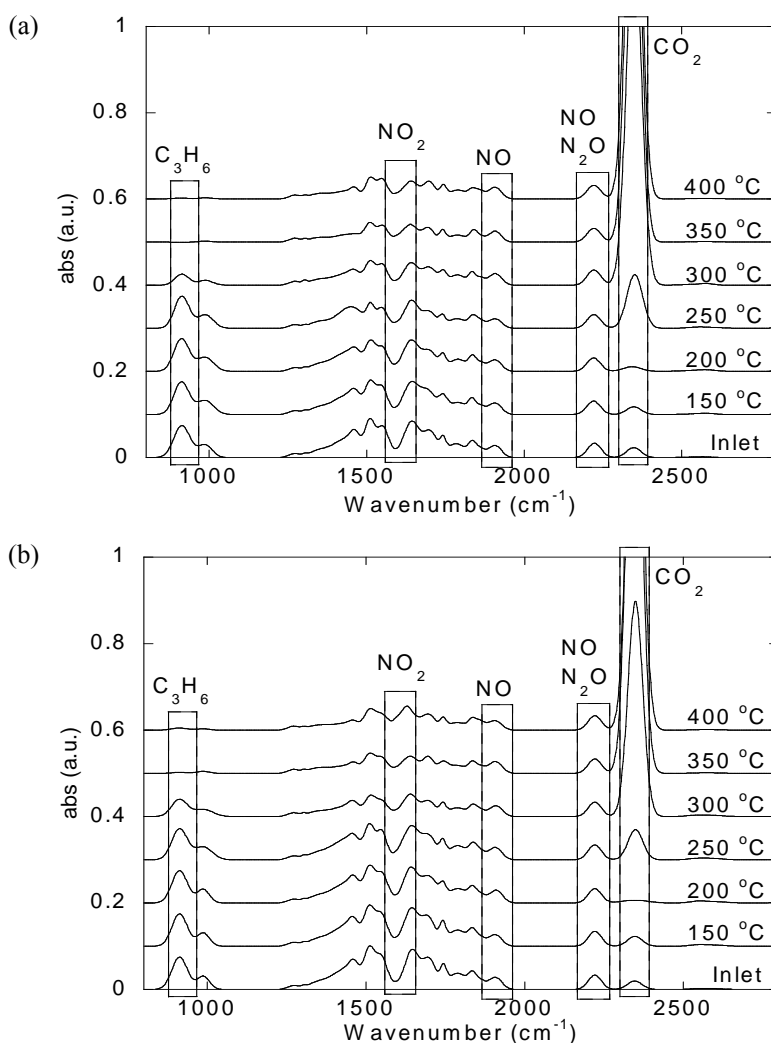 (a)
1
CO₂
0.8
NO
NO₂
NO
N₂O
C₃H₆
0.6
400 °C
abs (a.u.)
350 °C
0.4
300 °C
250 °C
0.2
200 °C
150 °C
0
Inlet
1000
1500
2000
2500
Wavenumber (cm⁻¹)
(b)
1
CO₂
0.8
NO
NO₂
NO
N₂O
C₃H₆
0.6
400 °C
abs (a.u.)
350 °C
0.4
300 °C
250 °C
0.2
200 °C
150 °C
0
Inlet
1000
1500
2000
2500
Wavenumber (cm⁻¹)